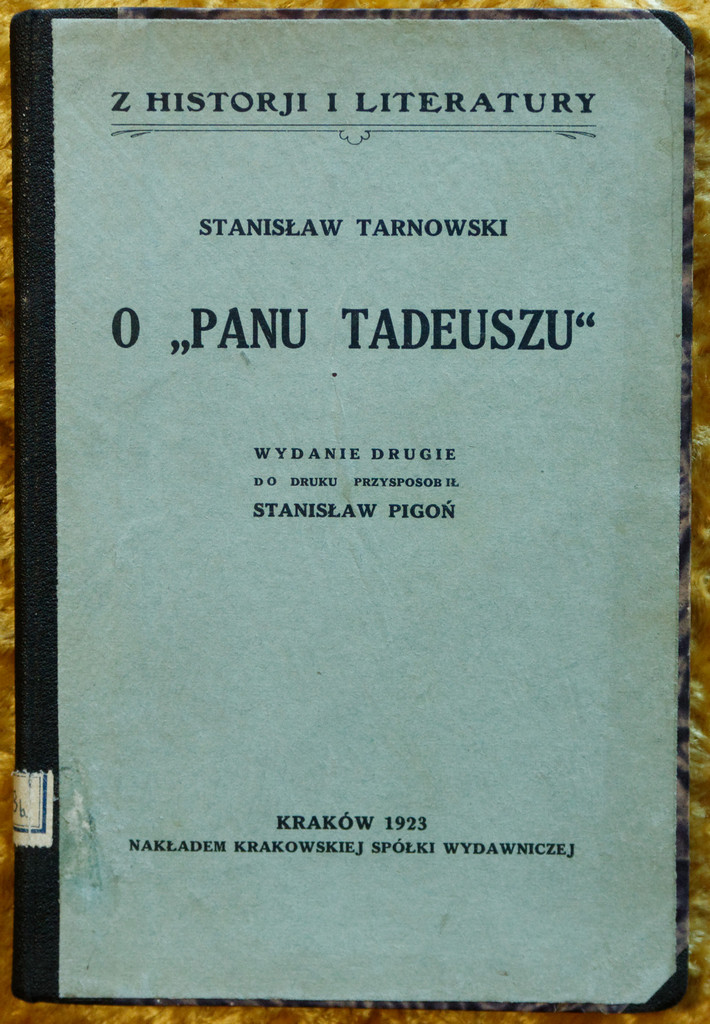 Z HISTORJI I LITERATURY
STANISŁAW TARNOWSKI
O „PANU TADEUSZU“
WYDANIE DRUGIE
DO DRUKU PRZYSPOSOBIŁ
STANISŁAW PIGOŃ
KRAKÓW 1923
NAKŁADEM KRAKOWSKIEJ SPÓŁKI WYDAWNICZEJ